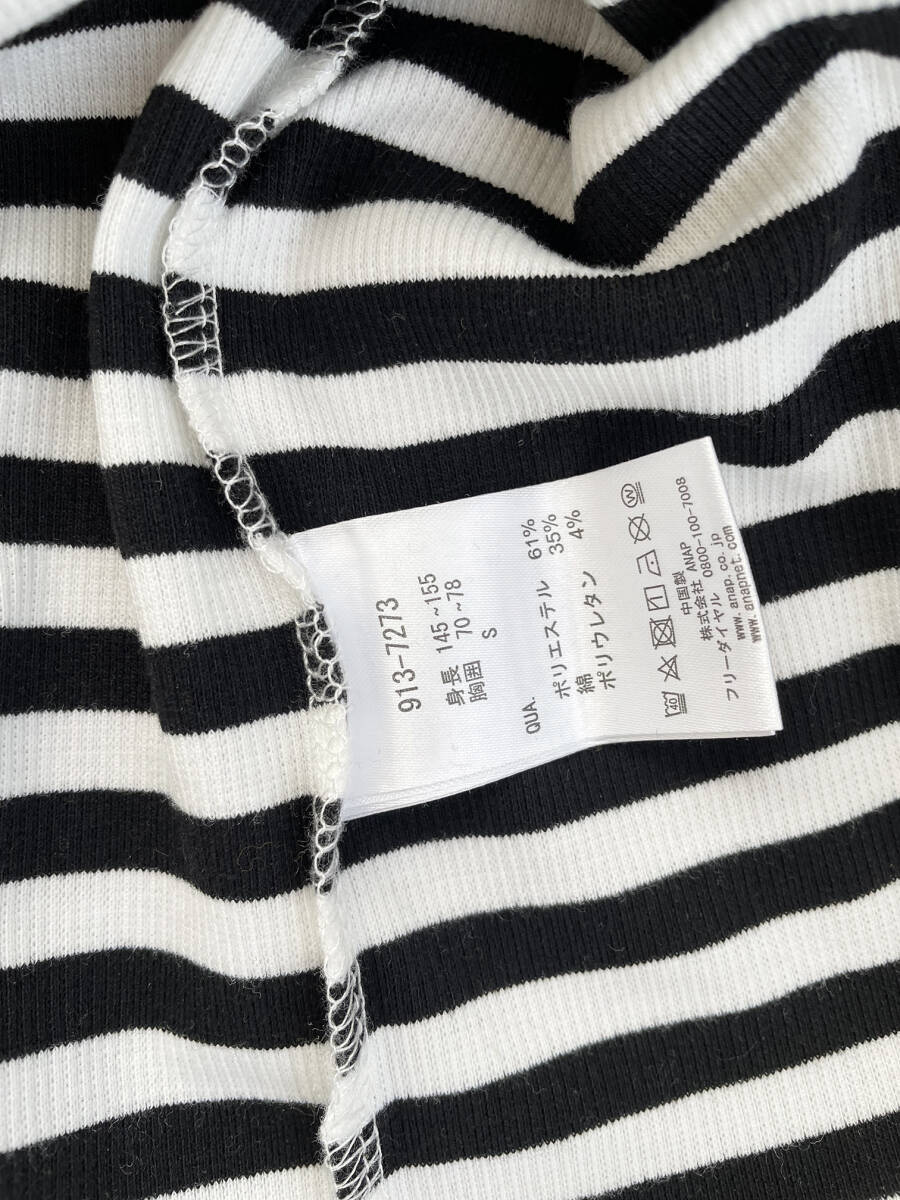 913-7273
身長 145~155
胸囲 70~78
S
QUA.
ポリエステル 61%
綿 35%
ポリウレタン 4%
40
W
中国製
株式会社 ANAP
フリーダイヤル 0800-100-7008
www.anap.co.jp
www.anapnet.com